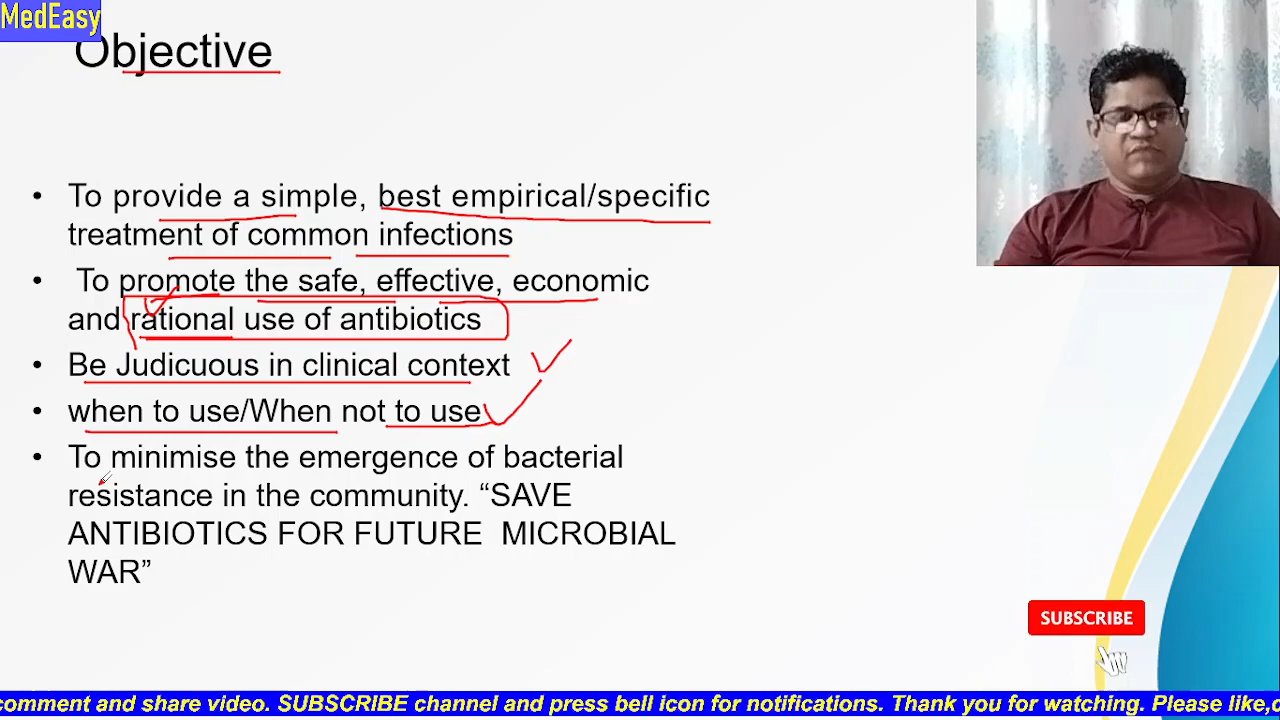 MedEasy
Objective
• To provide a simple, best empirical/specific
treatment of common infections
• To promote the safe, effective, economic
and rational use of antibiotics
• Be Judicuous in clinical context
• when to use/When not to use
• To minimise the emergence of bacterial
resistance in the community. “SAVE
ANTIBIOTICS FOR FUTURE MICROBIAL
WAR”
SUBSCRIBE
comment and share video. SUBSCRIBE channel and press bell icon for notifications. Thank you for watching. Please like,